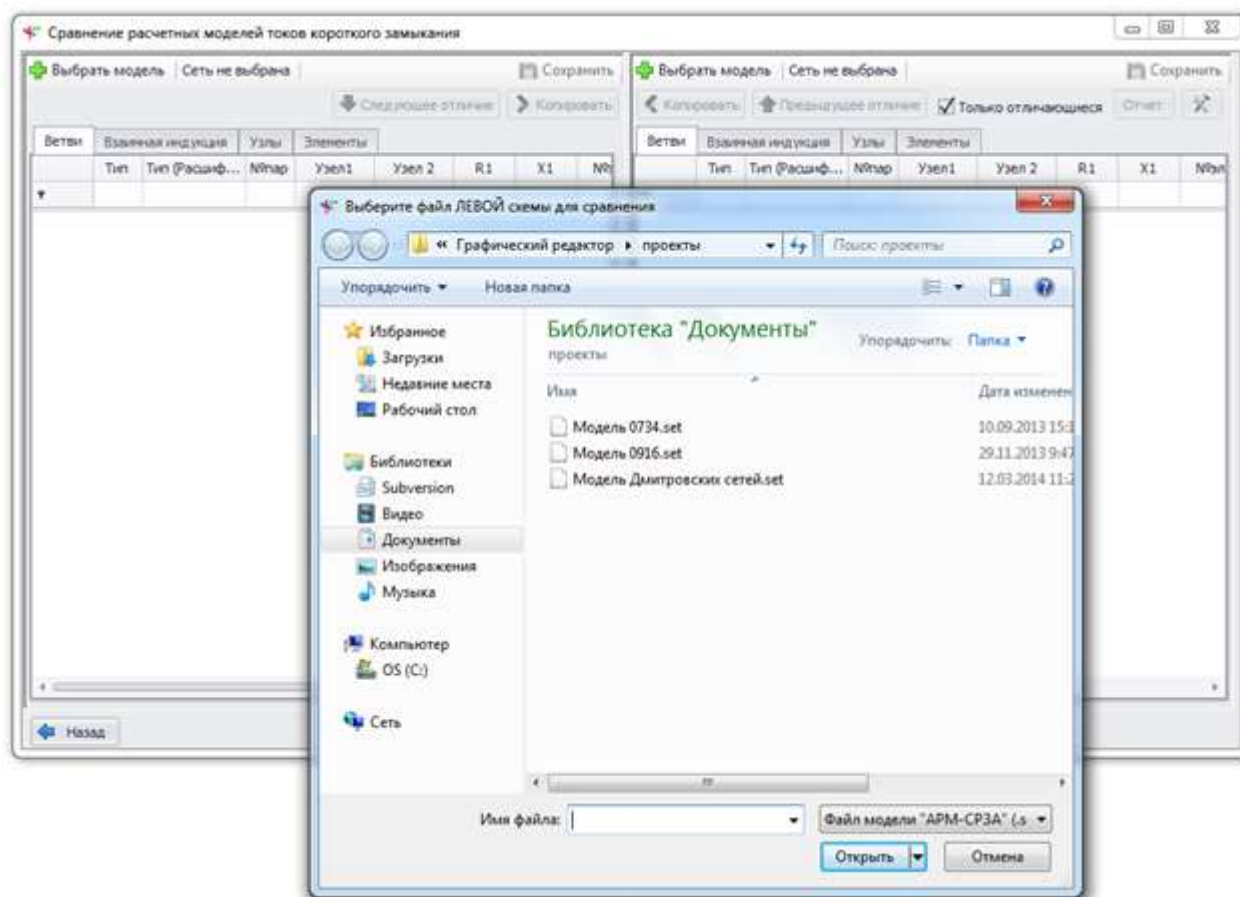 Сравнение расчетных моделей токов короткого замыкания
Выбрать модель Сеть не выбрана Сохранить Выбрать модель Сеть не выбрана Сохранить
Следующее отличие Копировать Копировать Предыдущее отличие Только отличающиеся Отчет
Ветви Взаимная индукция Узлы Элементы Ветви Взаимная индукция Узлы Элементы
Тип Тип (Расшиф... №пар Узел1 Узел 2 R1 X1 Тип Тип (Расшиф... №пар Узел1 Узел 2 R1 X1
Выберите файл ЛЕВОЙ схемы для сравнения
« Графический редактор проекты Поиск: проекты
Упорядочить Новая папка
Избранное
Загрузки
Недавние места
Рабочий стол
Библиотеки
Subversion
Видео
Документы
Изображения
Музыка
Компьютер
OS (C:)
Сеть
Библиотека "Документы"
проекты
Упорядочить: Папка
Имя Дата изменен
Модель 0734.set 10.09.2013 15:1
Модель 0916.set 29.11.2013 9:47
Модель Дмитровских сетей.set 12.03.2014 11:2
Имя файла: Файл модели "АРМ-СРЗА" (.s
Открыть Отмена
Назад